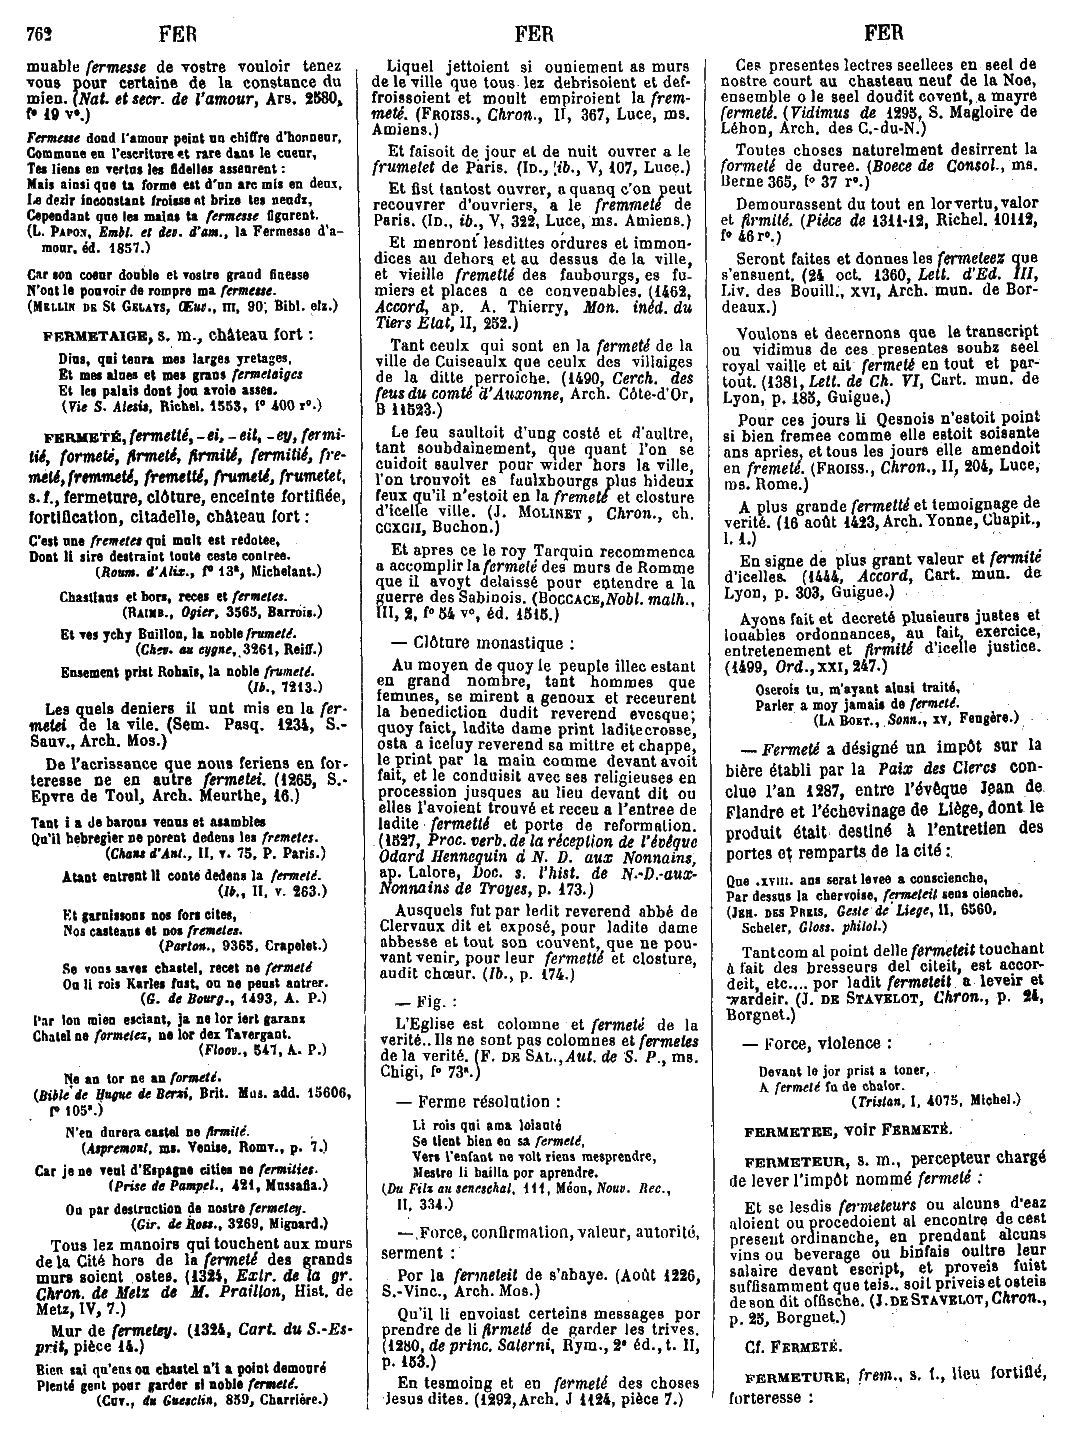 762 FER FER FER
muable fermesse de vostre vouloir tenez
vous pour certaine de la constance du
mien. (Nat. et secr. de l'amour, Ars. 2580,
f° 19 v°.)
Fermesse dond l'amour peint un chiffre d'honneur,
Commune en l'escriture et rare dans le cueur,
Tes liens en vertus les fidelles asseurent :
Mais ainsi que ta forme est d'un arc mis en deux,
Le dezir inconstant froisse et brize tes neudz,
Cependant que les mains ta fermesse figurent.
(L. PAPON, Embl. et dev. d'am., la Fermesse d'a-
mour, éd. 1857.)
Car son coeur double et vostre grand finesse
N'ont le pouvoir de rompre ma fermesse.
(MELLIN DE St GELAYS, Œuv., III, 90, Bibl. elz.)
FERMETAIGE, s. m., château fort :
Dius, qui tenra mes larges yretages,
Et mes alues et mes grans fermetaiges
Et les palais dont jou avoie asses.
(Vie S. Alexis, Richel. 1553, f° 400 r°.)
FERMETÉ, fermetté, -ei, -eit, -ey, fermi-
tié, formeté, firmeté, firmité, fermitié, fre-
meté, fremmeté, fremetté, frumeté, frumetet,
s. f., fermeture, clôture, enceinte fortifiée,
fortification, citadelle, château fort :
C'est une fremetes qui mult est redotee,
Dont li sire destraint toute ceste contree.
(Roum. d'Alix., f° 13ª, Michelant.)
Chastiaus et bors, reces et fermetes.
(RAIMB., Ogier, 3565, Barrois.)
Et ves ychy Buillon, la noble frumeté.
(Chev. au cygne, 3261, Reiff.)
Ensement prist Rohais, la noble frumeté.
(Ib., 7213.)
Les quels deniers il unt mis en la fer-
metei de la vile. (Sem. Pasq. 1234, S.-
Sauv., Arch. Mos.)
De l'acrissance que nous feriens en for-
teresse ne en autre fermetei. (1265, S.-
Epvre de Toul, Arch. Meurthe, 16.)
Tant i a de barons venus et asambles
Qu'il hebregier ne porent dedens les fremetes.
(Chans d'Ant., II, v. 75, P. Paris.)
Atant entrent li conte dedens la fermeté.
(Ib., II, v. 263.)
Et garnissons nos fors cites,
Nos casteaus et nos fremetes.
(Parton., 9365, Crapelet.)
Se vous saves chastel, recet ne fermeté
Ou li rois Karles fust, ou ne peust antrer.
(G. de Bourg., 1493, A. P.)
Par lou mien esciant, ja ne lor iert garanz
Chatel ne formetez, ne lor dex Tavergant.
(Floov., 547, A. P.)
Ne an tor ne an formeté.
(Bible de Hugue de Berzi, Brit. Mus. add. 15606,
f° 105ª.)
N'en durera castel ne firmité.
(Aspremont, ms. Venise, Romv., p. 7.)
Car je ne veul d'Espagne cities ne fermities.
(Prise de Pampel., 421, Mussafia.)
Ou par destruction de nostre fermetey.
(Gir. de Ross., 3269, Mignard.)
Tous lez manoirs qui touchent aux murs
de la Cité hors de la fermeté des grands
murs soient ostes. (1324, Extr. de la gr.
Chron. de Metz de M. Praillon, Hist. de
Metz, IV, 7.)
Mur de fermetey. (1324, Cart. du S.-Es-
prit, pièce 14.)
Bien sai qu'ens ou chastel n'i a point demouré
Plenté gent pour garder si noble fermeté.
(CUV., du Guesclin, 859, Charrière.)
Liquel jettoient si ouniement as murs
de le ville que tous lez debrisoient et def-
froissoient et moult empiroient la frem-
meté. (FROISS., Chron., II, 367, Luce, ms.
Amiens.)
Et faisoit de jour et de nuit ouvrer a le
frumetet de Paris. (ID., ib., V, 107, Luce.)
Et fist tantost ouvrer, a quanq c'on peut
recouvrer d'ouvriers, a le fremmeté de
Paris. (ID., ib., V, 322, Luce, ms. Amiens.)
Et menront lesdittes ordures et immon-
dices au dehors et au dessus de la ville,
et vieille fremetté des faubourgs, es fu-
miers et places a ce convenables. (1462,
Accord, ap. A. Thierry, Mon. inéd. du
Tiers Etat, II, 252.)
Tant ceulx qui sont en la fermeté de la
ville de Cuiseaulx que ceulx des villaiges
de la ditte perroiche. (1490, Cerch. des
feus du comté d'Auxonne, Arch. Côte-d'Or,
B 11523.)
Le feu saultoit d'ung costé et d'aultre,
tant soubdainement, que quant l'on se
cuidoit saulver pour wider hors la ville,
l'on trouvoit es faulxbourgs plus hideux
feux qu'il n'estoit en la fremeté et closture
d'icelle ville. (J. MOLINET, Chron., ch.
CCXCII, Buchon.)
Et apres ce le roy Tarquin recommenca
a accomplir la fermeté des murs de Romme
que il avoyt delaissé pour entendre a la
guerre des Sabinois. (BOCCACE, Nobl. malh.,
III, 2, f° 54 v°, éd. 1515.)
— Clôture monastique :
Au moyen de quoy le peuple illec estant
en grand nombre, tant hommes que
femmes, se mirent a genoux et receurent
la benediction dudit reverend evesque;
quoy faict, ladite dame print laditecrosse,
osta a iceluy reverend sa mittre et chappe,
le print par la main comme devant avoit
fait, et le conduisit avec ses religieuses en
procession jusques au lieu devant dit ou
elles l'avoient trouvé et receu a l'entree de
ladite fermetté et porte de reformation.
(1527, Proc. verb. de la réception de l'évêque
Odard Hennequin à N. D. aux Nonnains,
ap. Lalore, Doc. s. l'hist. de N.-D.-aux-
Nonnains de Troyes, p. 173.)
Ausquels fut par ledit reverend abbé de
Clervaux dit et exposé, pour ladite dame
abbesse et tout son couvent, que ne pou-
vant venir, pour leur fermetté et closture,
audit chœur. (Ib., p. 174.)
— Fig. :
L'Eglise est colomne et fermeté de la
verité.. Ils ne sont pas colomnes et fermetes
de la verité. (F. DE SAL., Aut. de S. P., ms.
Chigi, f° 73ª.)
— Ferme résolution :
Li rois qui ama loiauté
Se tient bien en sa fermeté,
Vers l'enfant ne volt riens mesprendre,
Mestre li bailla por aprendre.
(Du Filz au seneschal, 111, Méon, Nouv. Rec.,
II, 334.)
— Force, confirmation, valeur, autorité,
serment :
Por la fermeteit de s'abaye. (Août 1226,
S.-Vinc., Arch. Mos.)
Qu'il li envoiast certeins messages por
prendre de li firmeté de garder les trives.
(1280, de princ. Salerni, Rym., 2ᵉ éd., t. II,
p. 153.)
En tesmoing et en fermeté des choses
Jesus dites. (1292, Arch. J 1124, pièce 7.)
Ces presentes lectres seellees en seel de
nostre court au chasteau neuf de la Noe,
ensemble o le seel doudit covent, a mayre
fermeté. (Vidimus de 1295, S. Magloire de
Léhon, Arch. des C.-du-N.)
Toutes choses naturelment desirrent la
formeté de duree. (Boece de Consol., ms.
Berne 365, f° 37 r°.)
Demourassent du tout en lor vertu, valor
et firmité. (Pièce de 1311-12, Richel. 10112,
f° 46 r°.)
Seront faites et donnes les fermeteez que
s'ensuent. (24 oct. 1360, Lett. d'Ed. III,
Liv. des Bouill., XVI, Arch. mun. de Bor-
deaux.)
Voulons et decernons que le transcript
ou vidimus de ces presentes soubz seel
royal vaille et ait fermeté en tout et par-
tout. (1381, Lett. de Ch. VI, Cart. mun. de
Lyon, p. 185, Guigue.)
Pour ces jours li Qesnois n'estoit point
si bien fremee comme elle estoit soisante
ans apries, et tous les jours elle amendoit
en fremeté. (FROISS., Chron., II, 204, Luce,
ms. Rome.)
A plus grande fermetté et temoignage de
verité. (16 août 1423, Arch. Yonne, Chapit.,
l. I.)
En signe de plus grant valeur et fermité
d'icelles. (1444, Accord, Cart. mun. de
Lyon, p. 303, Guigue.)
Ayons fait et decreté plusieurs justes et
louables ordonnances, au fait, exercice,
entretenement et firmité d'icelle justice.
(1499, Ord., XXI, 247.)
Oserois tu, m'ayant ainsi traité,
Parler a moy jamais de fermeté.
(LA BOET., Sonn., XV, Feugère.)
— Fermeté a désigné un impôt sur la
bière établi par la Paix des Clercs con-
clue l'an 1287, entre l'évêque Jean de
Flandre et l'échevinage de Liège, dont le
produit était destiné à l'entretien des
portes et remparts de la cité :
Que .XVIII. ans serat levee a conscienche,
Par dessus la chervoise, fermeteit sens olenche.
(JEH. DES PREIS, Geste de Liege, II, 6560,
Scheler, Gloss. philol.)
Tantcom al point delle fermeteit touchant
à fait des bresseurs del citeit, est accor-
deit, etc.... por ladit fermeteit a leveir et
wardeir. (J. DE STAVELOT, Chron., p. 24,
Borgnet.)
— Force, violence :
Devant le jor prist a toner,
A fermeté fu de chalor.
(Tristan, I, 4075, Michel.)
FERMETEE, voir FERMETÉ.
FERMETEUR, s. m., percepteur chargé
de lever l'impôt nommé fermeté :
Et se lesdis fermeteurs ou alcuns d'eaz
aloient ou procedoient al encontre de cest
present ordinanche, en prendant alcuns
vins ou beverage ou binfais oultre leur
salaire devant escript, et proveis fuist
suffisamment que teis.. soit priveis et osteis
de son dit offische. (J. DE STAVELOT, Chron.,
p. 25, Borgnet.)
Cf. FERMETÉ.
FERMETURE, frem., s. f., lieu fortifié,
forteresse :